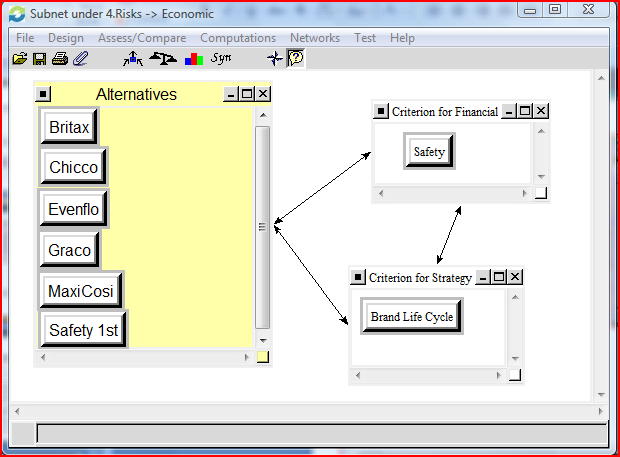 Subnet under 4.Risks -> Economic
File Design Assess/Compare Computations Networks Test Help
Syn
Alternatives
Britax
Chicco
Evenflo
Graco
MaxiCosi
Safety 1st
Criterion for Financial
Safety
Criterion for Strategy
Brand Life Cycle